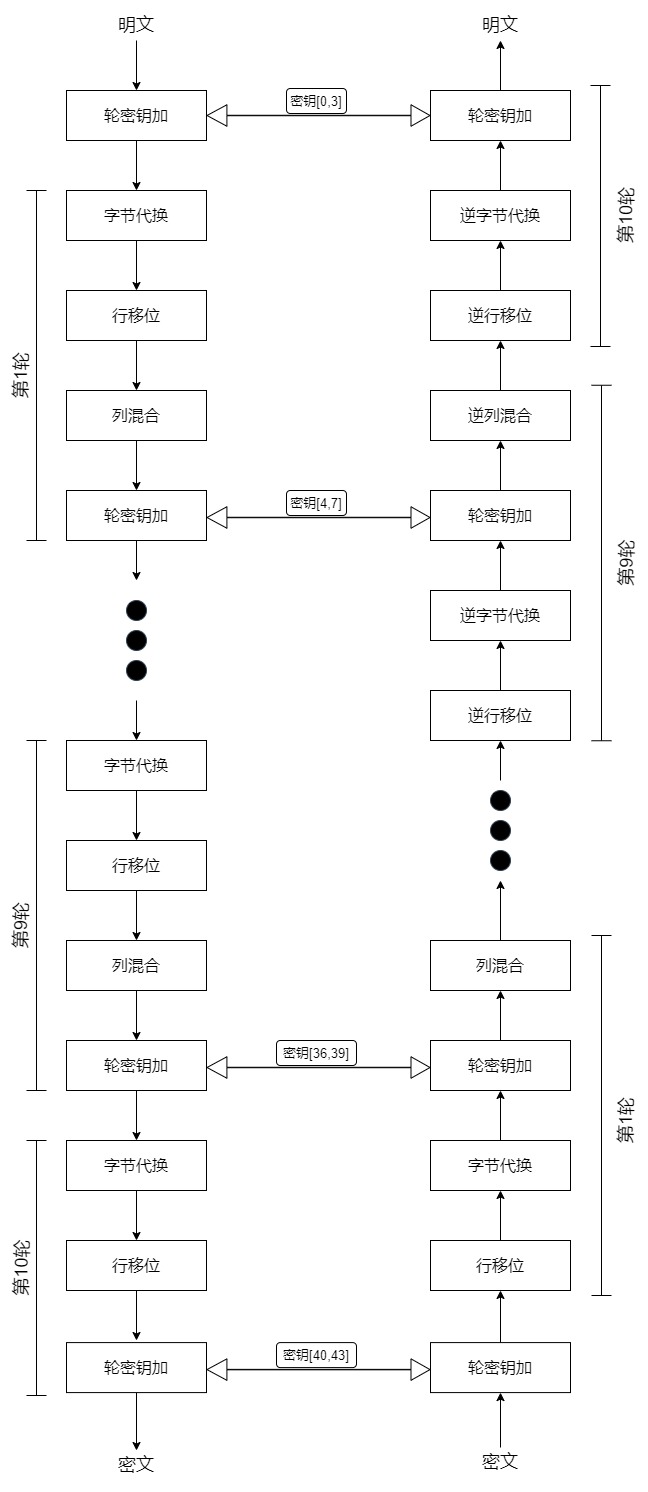 明文
明文
轮密钥加
密钥[0,3]
轮密钥加
字节代换
逆字节代换
第10轮
行移位
逆行移位
第1轮
列混合
逆列混合
轮密钥加
密钥[4,7]
轮密钥加
第9轮
逆字节代换
逆行移位
字节代换
行移位
第9轮
列混合
列混合
轮密钥加
密钥[36,39]
轮密钥加
第1轮
字节代换
字节代换
第10轮
行移位
行移位
轮密钥加
密钥[40,43]
轮密钥加
密文
密文